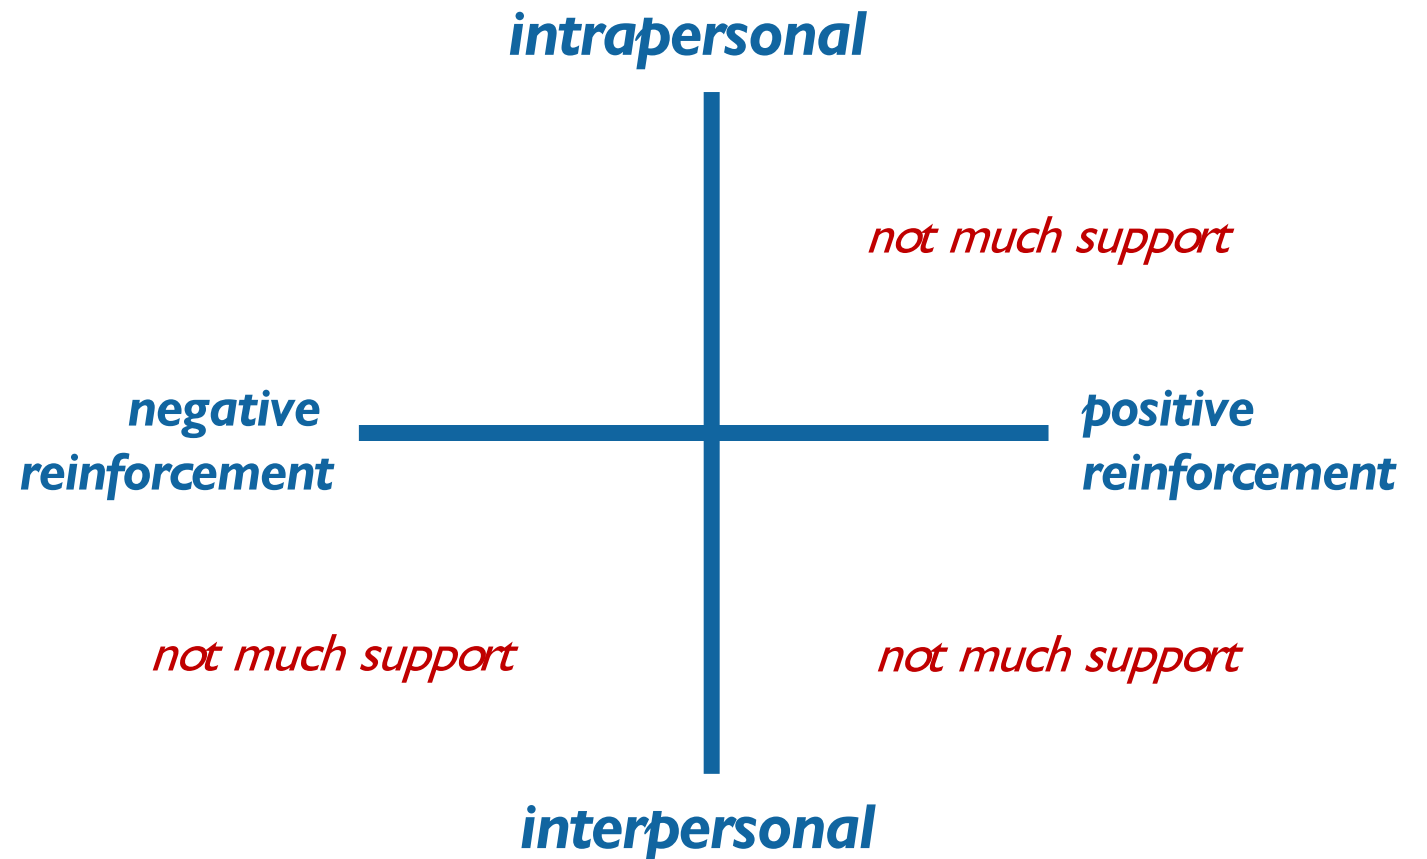 intrapersonal
not much support
negative
reinforcement
positive
reinforcement
not much support
not much support
interpersonal